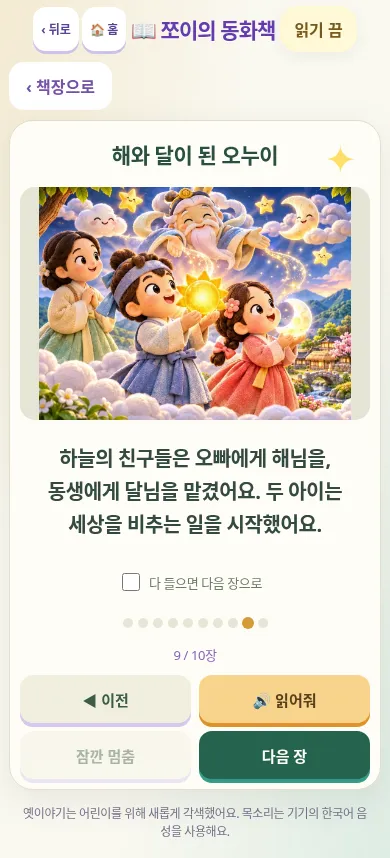 ‹ 뒤로 🏠 홈 📖 쪼이의 동화책 읽기 끝
‹ 책장으로
해와 달이 된 오누이
하늘의 친구들은 오빠에게 해님을,
동생에게 달님을 맡겼어요. 두 아이는
세상을 비추는 일을 시작했어요.
다 들으면 다음 장으로
9 / 10장
◀ 이전 🔊 읽어줘
잠깐 멈춤 다음 장
옛이야기는 어린이를 위해 새롭게 각색했어요. 목소리는 기기의 한국어 음
성을 사용해요.